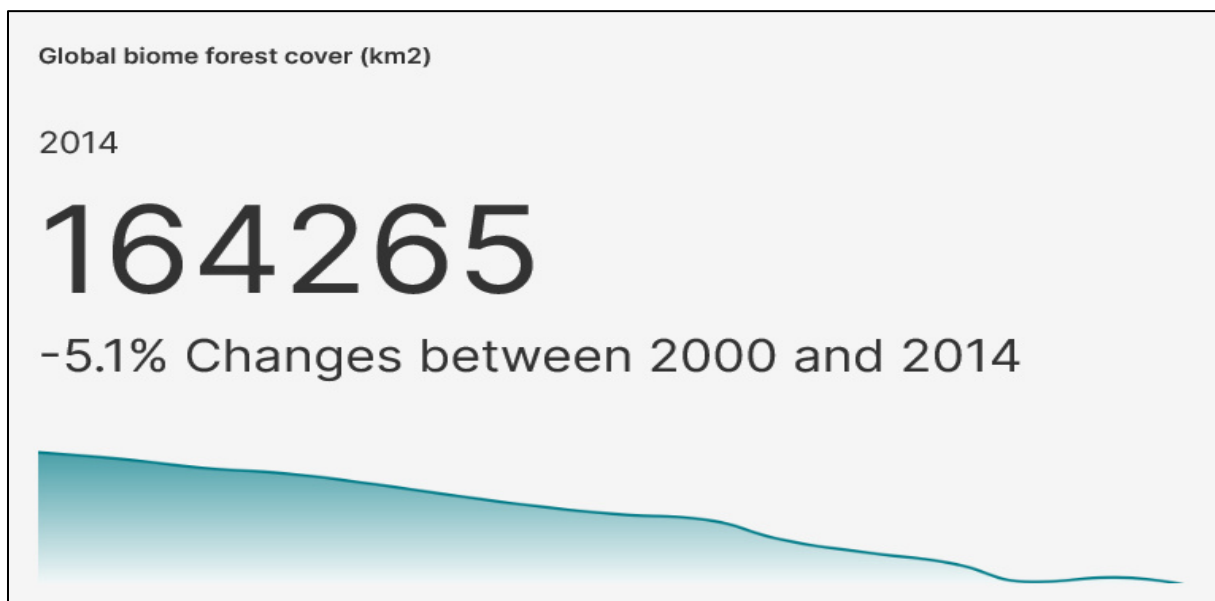 Global biome forest cover (km2)
2014
164265
-5.1% Changes between 2000 and 2014